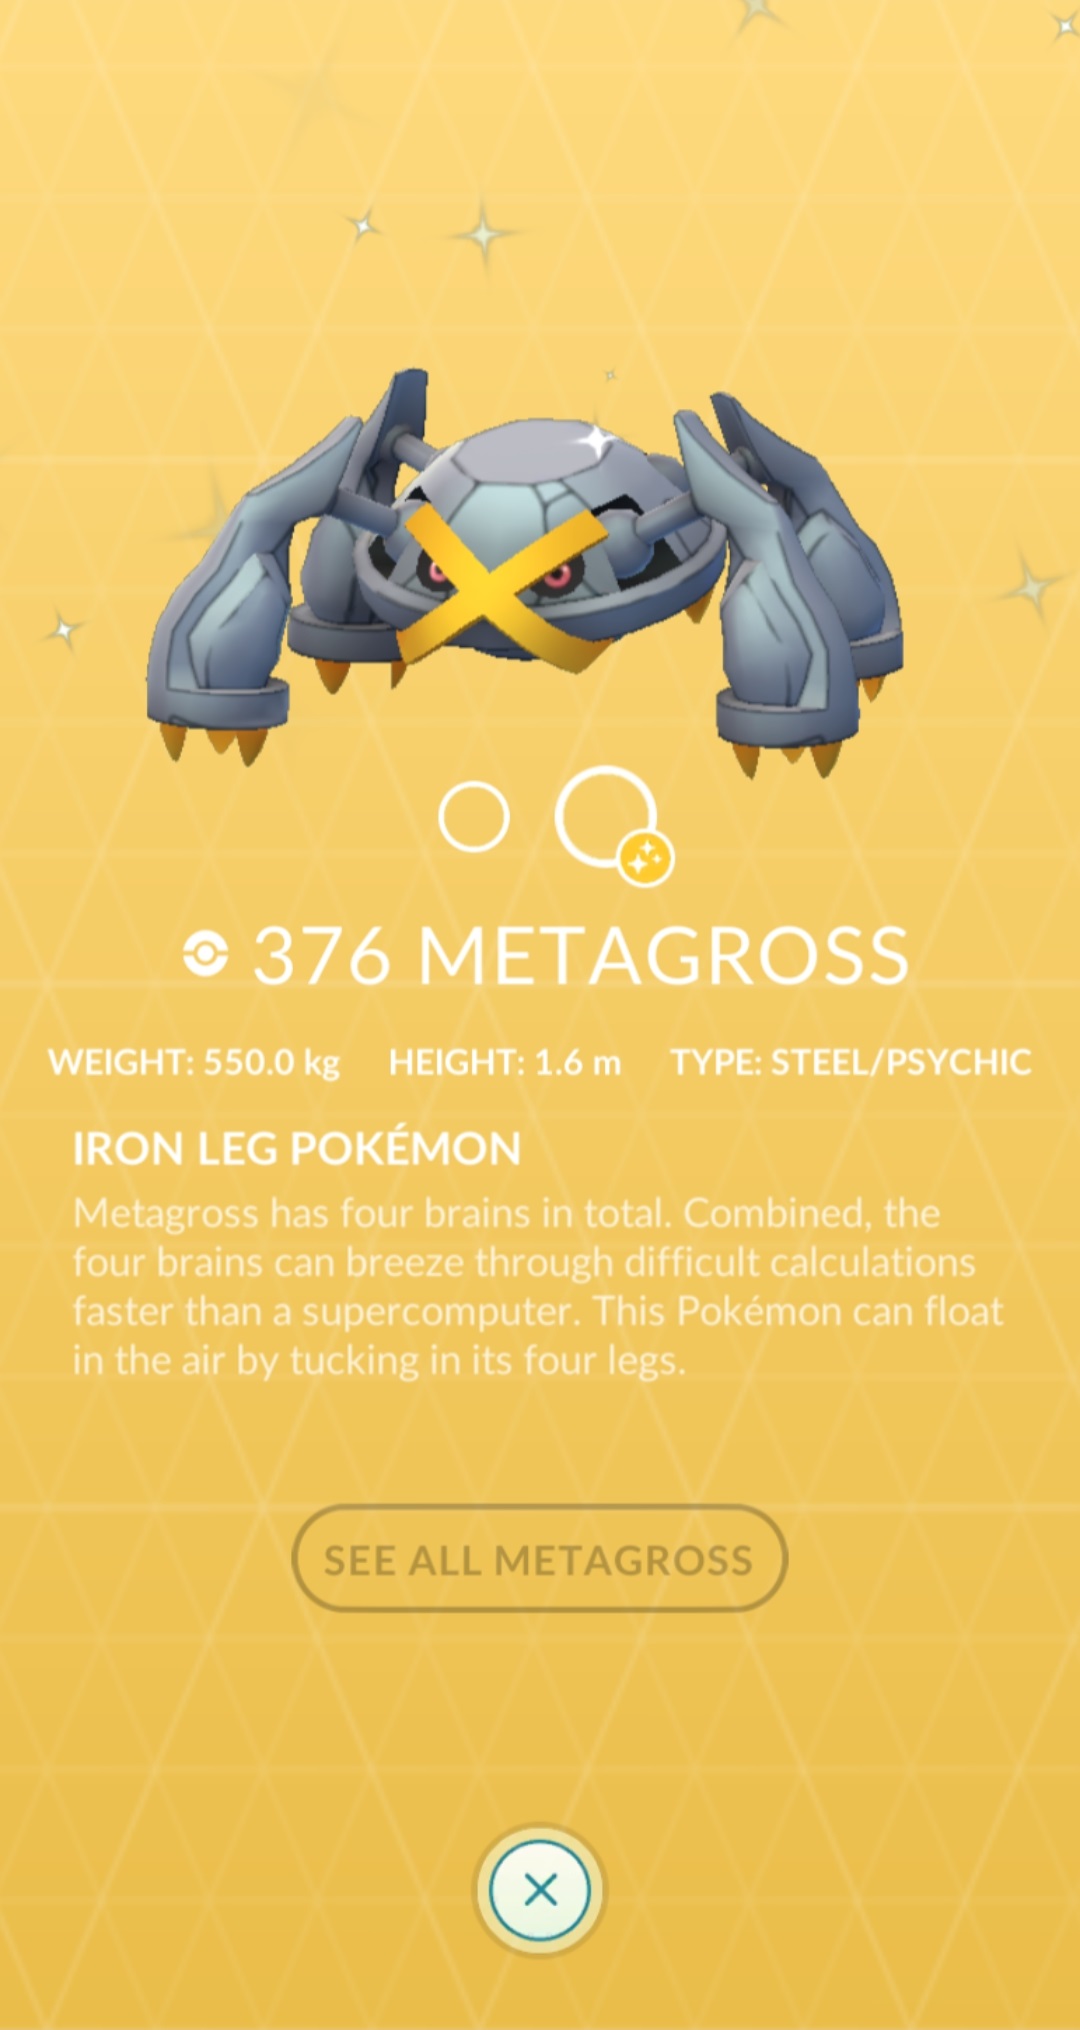 376 METAGROSS
WEIGHT: 550.0 kg HEIGHT: 1.6 m TYPE: STEEL/PSYCHIC
IRON LEG POKÉMON
Metagross has four brains in total. Combined, the
four brains can breeze through difficult calculations
faster than a supercomputer. This Pokémon can float
in the air by tucking in its four legs.
SEE ALL METAGROSS